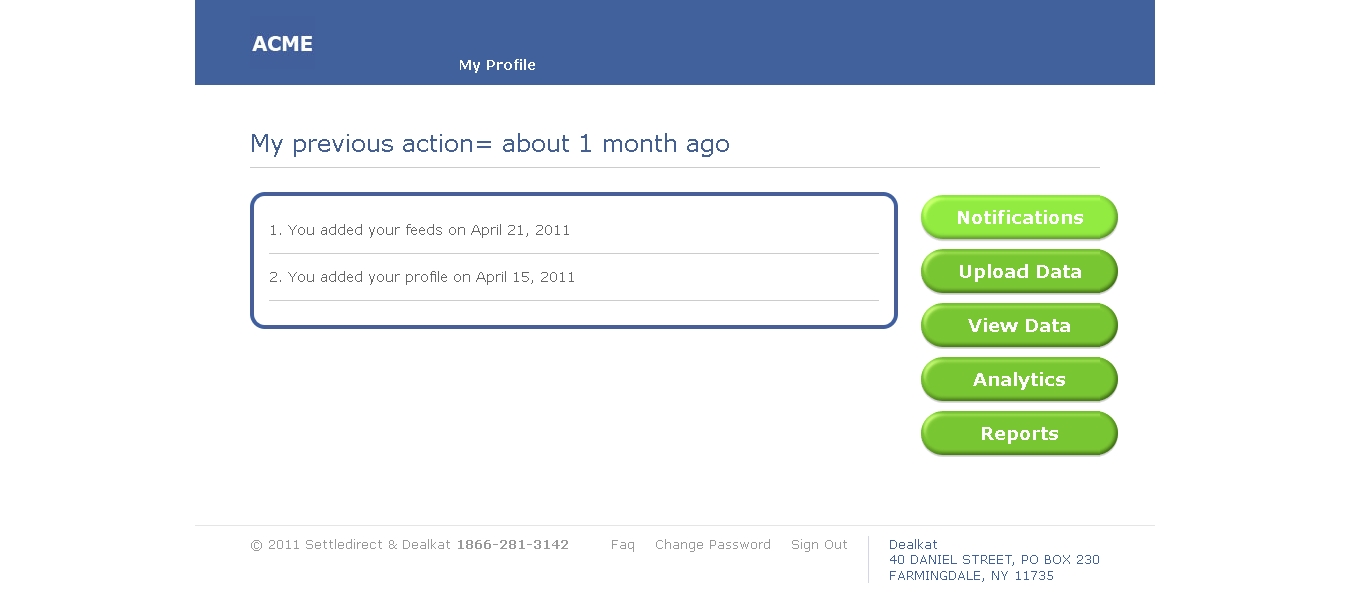 ACME
My Profile
My previous action= about 1 month ago
1. You added your feeds on April 21, 2011
2. You added your profile on April 15, 2011
Notifications
Upload Data
View Data
Analytics
Reports
© 2011 Settledirect & Dealkat 1866-281-3142
Faq
Change Password
Sign Out
Dealkat
40 DANIEL STREET, PO BOX 230
FARMINGDALE, NY 11735